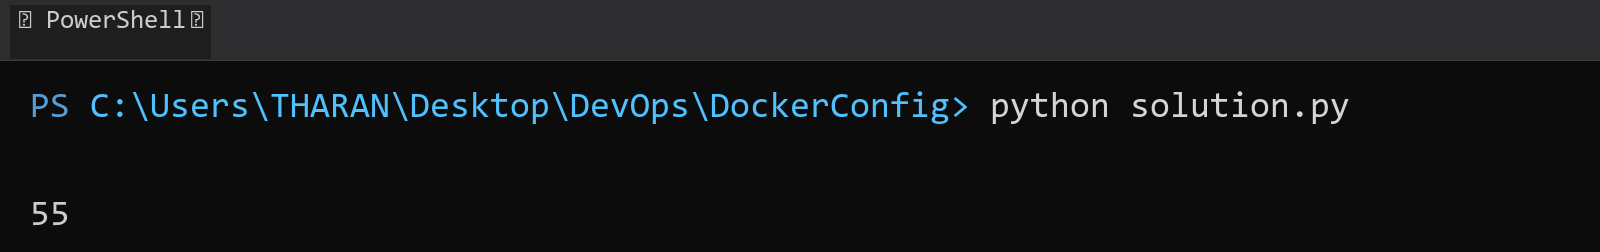 PowerShell
PS C:\Users\THARAN\Desktop\DevOps\DockerConfig> python solution.py
55